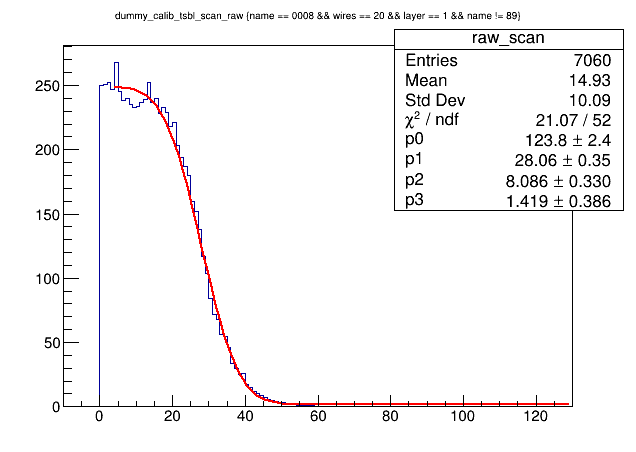 dummy_calib_tsbl_scan_raw {name == 0008 && wires == 20 && layer == 1 && name != 89}
raw_scan
Entries 7060
Mean 14.93
Std Dev 10.09
χ² / ndf 21.07 / 52
p0 123.8 ± 2.4
p1 28.06 ± 0.35
p2 8.086 ± 0.330
p3 1.419 ± 0.386
250
200
150
100
50
0
0 20 40 60 80 100 120